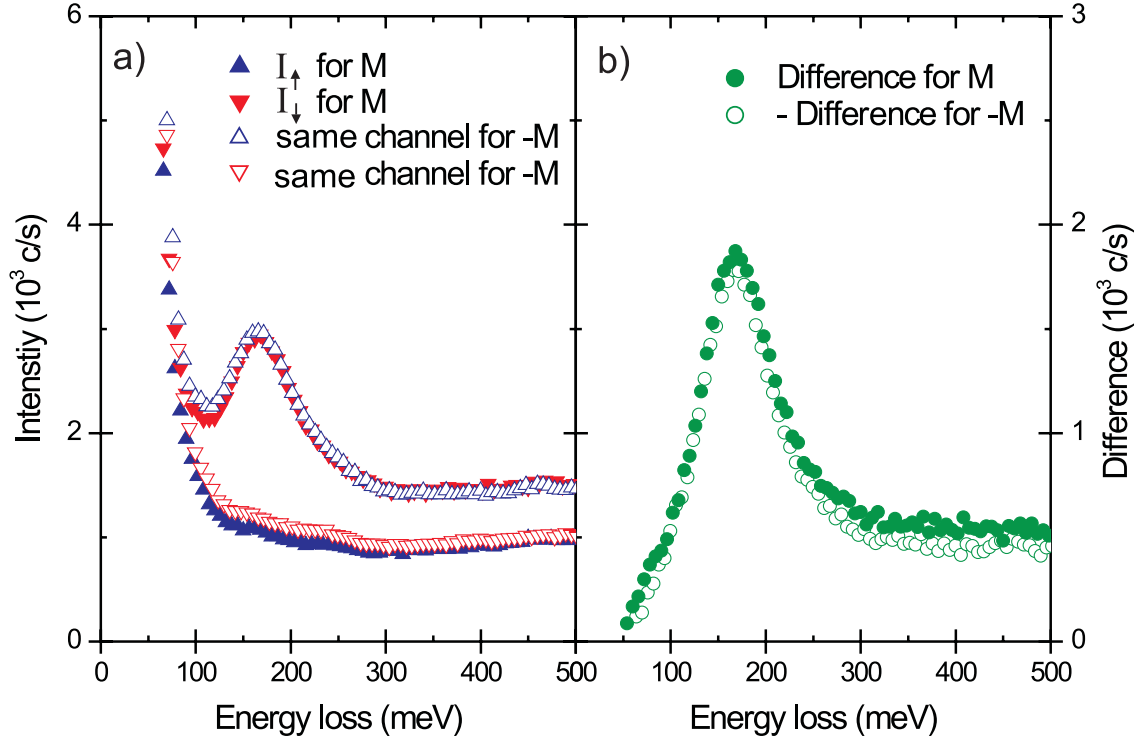 a)
I↑ for M
I↓ for M
same channel for -M
same channel for -M
6
4
2
0
Intenstiy (10³ c/s)
0 100 200 300 400 500
Energy loss (meV)
b)
Difference for M
- Difference for -M
3
2
1
0
Difference (10³ c/s)
100 200 300 400 500
Energy loss (meV)